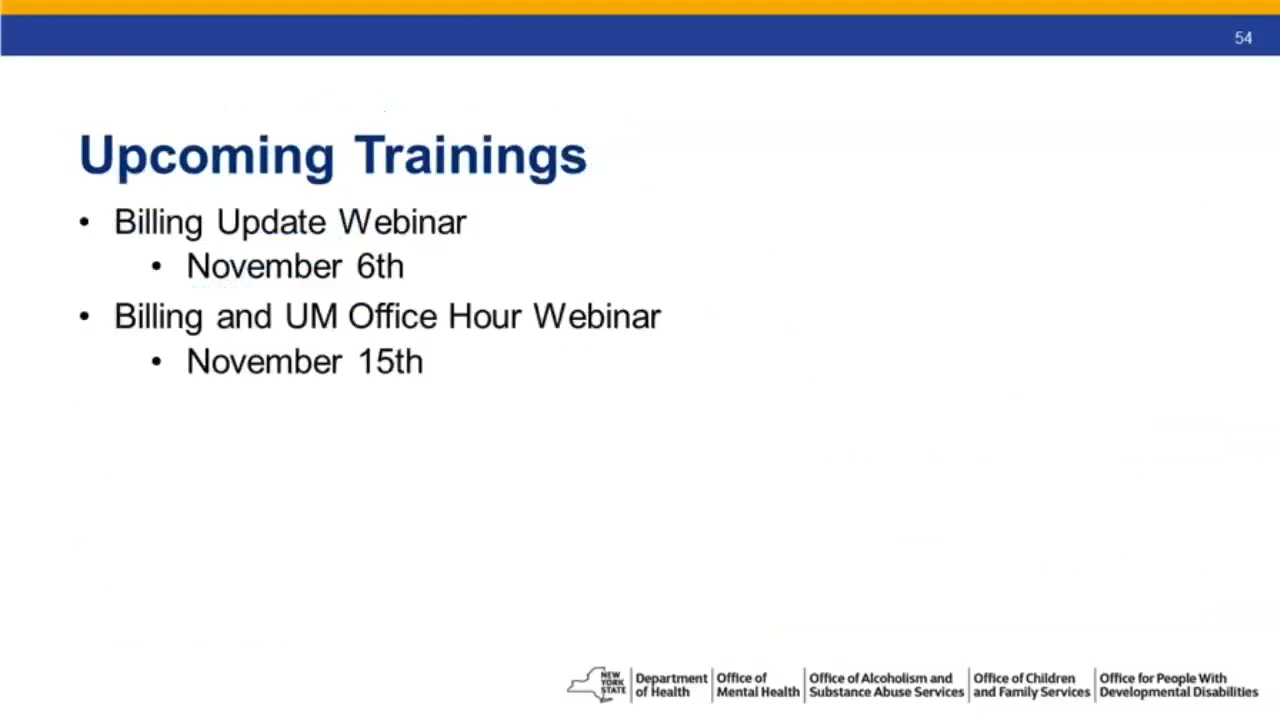 54
Upcoming Trainings
• Billing Update Webinar
• November 6th
• Billing and UM Office Hour Webinar
• November 15th
NEW
YORK
STATE
Department
of Health
Office of
Mental Health
Office of Alcoholism and
Substance Abuse Services
Office of Children
and Family Services
Office for People With
Developmental Disabilities